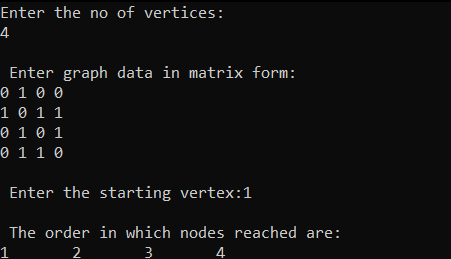 Enter the no of vertices:
4
Enter graph data in matrix form:
0 1 0 0
1 0 1 1
0 1 0 1
0 1 1 0
Enter the starting vertex:1
The order in which nodes reached are:
1 2 3 4